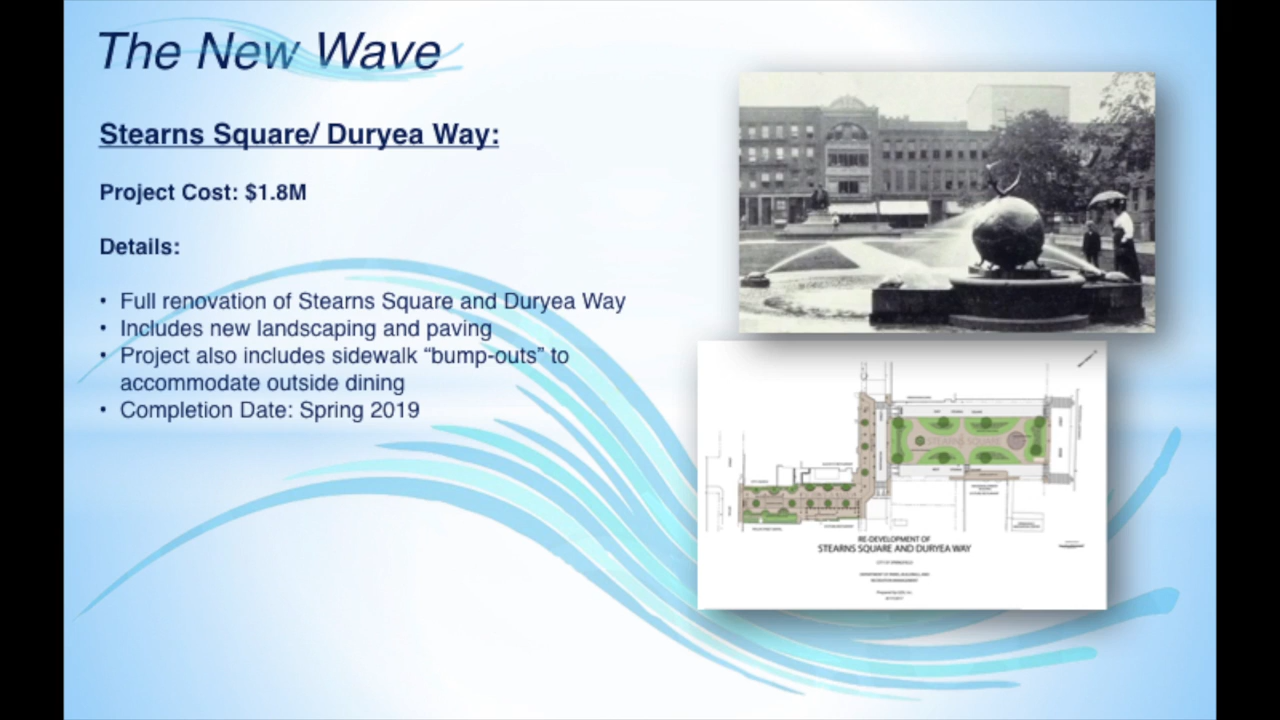 The New Wave
Stearns Square/ Duryea Way:
Project Cost: $1.8M
Details:
• Full renovation of Stearns Square and Duryea Way
• Includes new landscaping and paving
• Project also includes sidewalk “bump-outs” to
accommodate outside dining
• Completion Date: Spring 2019
STEARNS SQUARE
RE-DEVELOPMENT OF
STEARNS SQUARE AND DURYEA WAY
CITY OF SPRINGFIELD